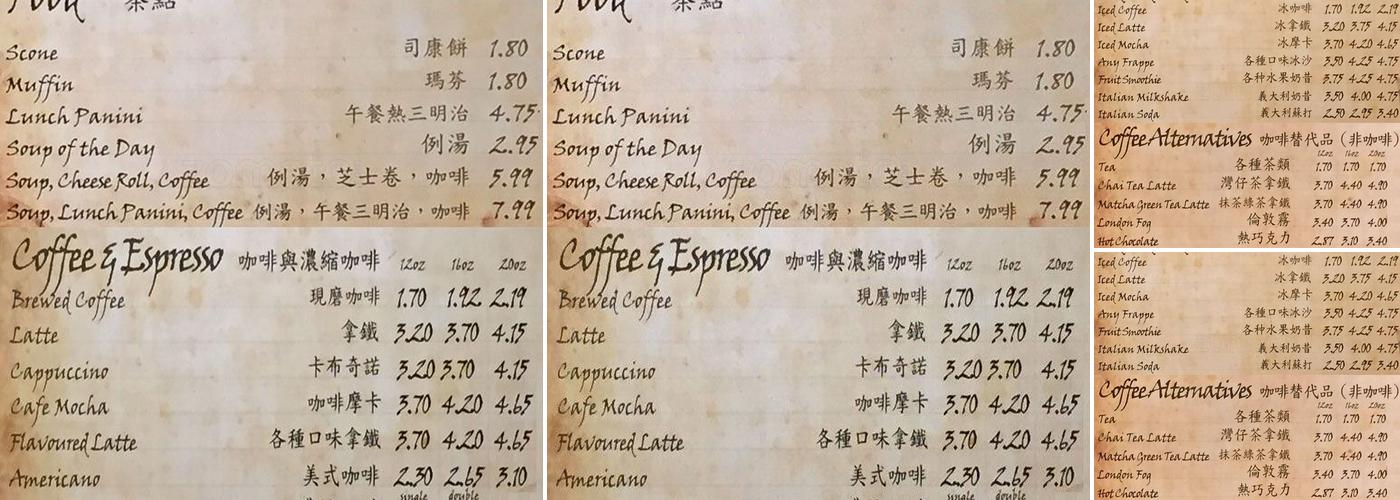 Food 茶點
Scone 司康餅 1.80
Muffin 瑪芬 1.80
Lunch Panini 午餐熱三明治 4.75
Soup of the Day 例湯 2.95
Soup, Cheese Roll, Coffee 例湯，芝士卷，咖啡 5.99
Soup, Lunch Panini, Coffee 例湯，午餐三明治，咖啡 7.99
Coffee & Espresso 咖啡與濃縮咖啡 12oz 16oz 20oz
Brewed Coffee 現磨咖啡 1.70 1.92 2.19
Latte 拿鐵 3.20 3.70 4.15
Cappuccino 卡布奇諾 3.20 3.70 4.15
Cafe Mocha 咖啡摩卡 3.70 4.20 4.65
Flavoured Latte 各種口味拿鐵 3.70 4.20 4.65
Americano 美式咖啡 2.30 2.65 3.10
single double
Food 茶點
Scone 司康餅 1.80
Muffin 瑪芬 1.80
Lunch Panini 午餐熱三明治 4.75
Soup of the Day 例湯 2.95
Soup, Cheese Roll, Coffee 例湯，芝士卷，咖啡 5.99
Soup, Lunch Panini, Coffee 例湯，午餐三明治，咖啡 7.99
Coffee & Espresso 咖啡與濃縮咖啡 12oz 16oz 20oz
Brewed Coffee 現磨咖啡 1.70 1.92 2.19
Latte 拿鐵 3.20 3.70 4.15
Cappuccino 卡布奇諾 3.20 3.70 4.15
Cafe Mocha 咖啡摩卡 3.70 4.20 4.65
Flavoured Latte 各種口味拿鐵 3.70 4.20 4.65
Americano 美式咖啡 2.30 2.65 3.10
single double
Iced Coffee 冰咖啡 1.70 1.92 2.19
Iced Latte 冰拿鐵 3.20 3.75 4.15
Iced Mocha 冰摩卡 3.70 4.20 4.65
Any Frappe 各種口味冰沙 3.50 4.25 4.75
Fruit Smoothie 各种水果奶昔 3.75 4.25 4.75
Italian Milkshake 義大利奶昔 3.50 4.00 4.75
Italian Soda 義大利蘇打 2.50 2.95 3.40
Coffee Alternatives 咖啡替代品（非咖啡）
12oz 16oz 20oz
Tea 各種茶類 1.70 1.70 1.70
Chai Tea Latte 灣仔茶拿鐵 3.70 4.40 4.90
Matcha Green Tea Latte 抹茶綠茶拿鐵 3.70 4.40 4.90
London Fog 倫敦霧 3.40 3.70 4.00
Hot Chocolate 熱巧克力 2.87 3.10 3.40
Iced Coffee 冰咖啡 1.70 1.92 2.19
Iced Latte 冰拿鐵 3.20 3.75 4.15
Iced Mocha 冰摩卡 3.70 4.20 4.65
Any Frappe 各種口味冰沙 3.50 4.25 4.75
Fruit Smoothie 各种水果奶昔 3.75 4.25 4.75
Italian Milkshake 義大利奶昔 3.50 4.00 4.75
Italian Soda 義大利蘇打 2.50 2.95 3.40
Coffee Alternatives 咖啡替代品（非咖啡）
12oz 16oz 20oz
Tea 各種茶類 1.70 1.70 1.70
Chai Tea Latte 灣仔茶拿鐵 3.70 4.40 4.90
Matcha Green Tea Latte 抹茶綠茶拿鐵 3.70 4.40 4.90
London Fog 倫敦霧 3.40 3.70 4.00
Hot Chocolate 熱巧克力 2.87 3.10 3.40